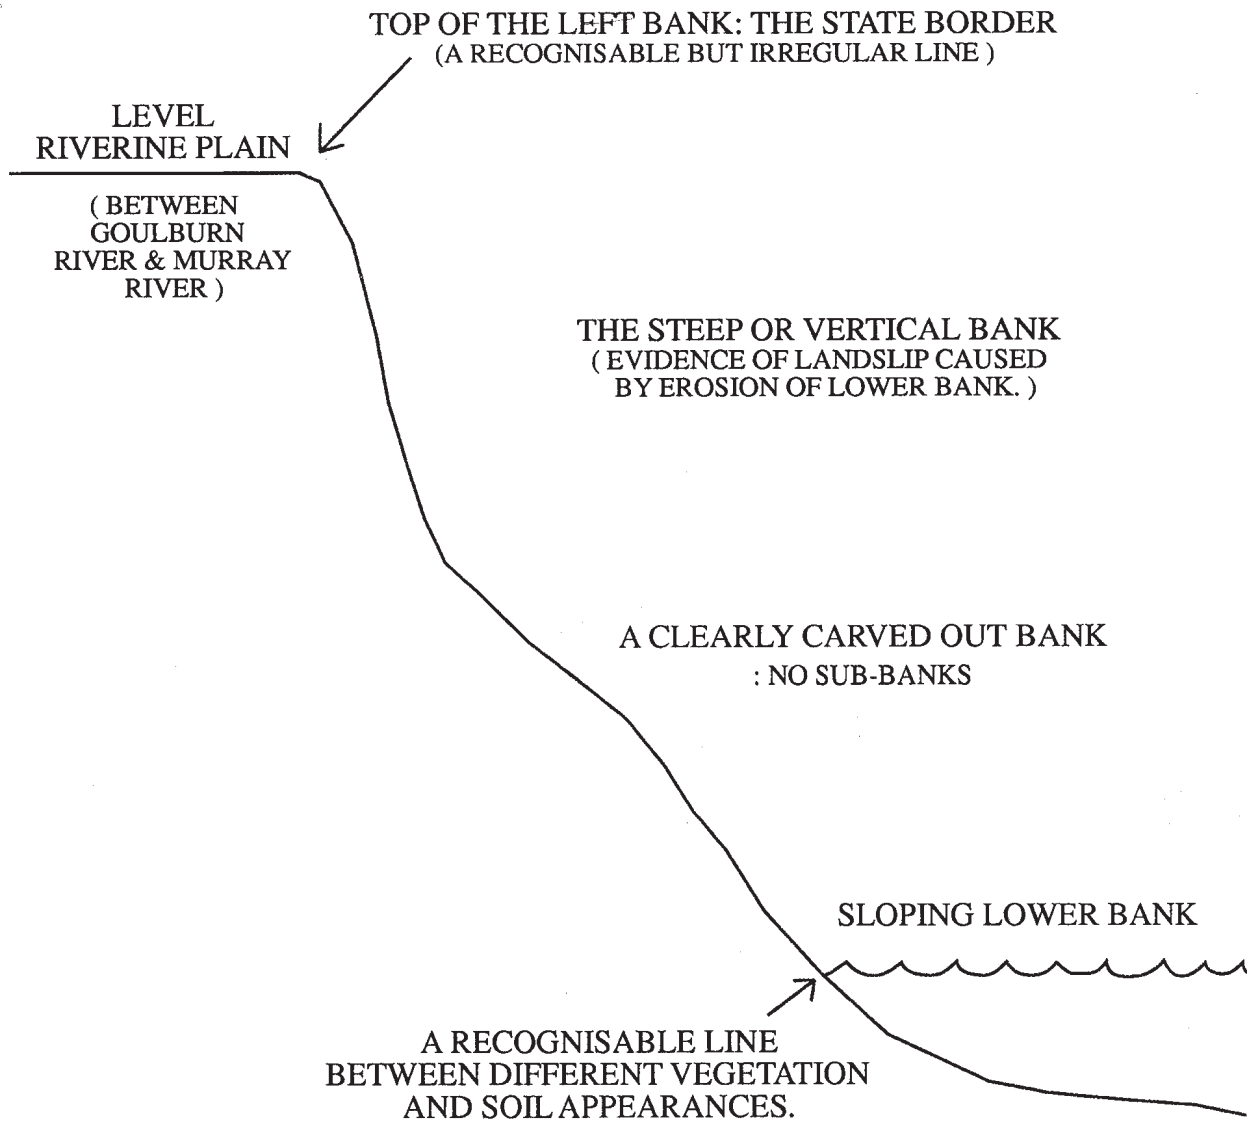 TOP OF THE LEFT BANK: THE STATE BORDER
(A RECOGNISABLE BUT IRREGULAR LINE )
LEVEL
RIVERINE PLAIN
( BETWEEN
GOULBURN
RIVER & MURRAY
RIVER )
THE STEEP OR VERTICAL BANK
( EVIDENCE OF LANDSLIP CAUSED
BY EROSION OF LOWER BANK. )
A CLEARLY CARVED OUT BANK
: NO SUB-BANKS
SLOPING LOWER BANK
A RECOGNISABLE LINE
BETWEEN DIFFERENT VEGETATION
AND SOIL APPEARANCES.